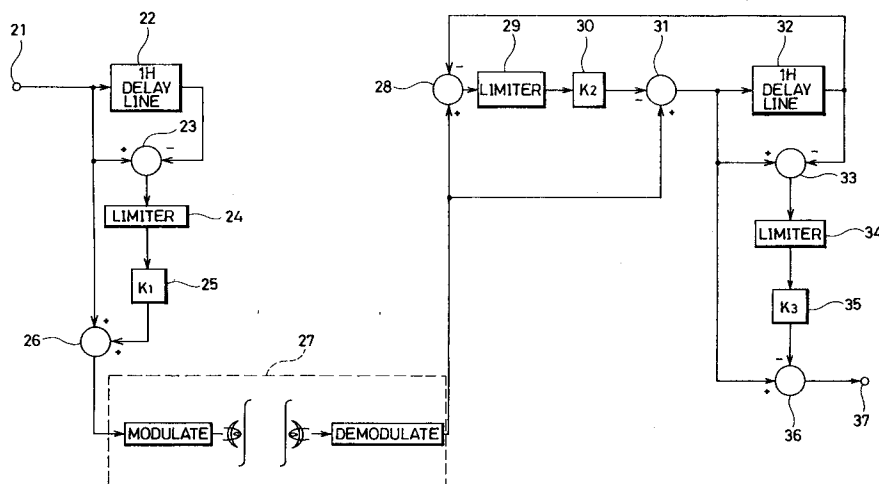 21
22
1H
DELAY
LINE
23
+
−
LIMITER
24
K1
25
+
+
26
27
MODULATE
DEMODULATE
28
−
+
29
LIMITER
30
K2
31
−
+
32
1H
DELAY
LINE
+
−
33
LIMITER
34
K3
35
−
+
36
37